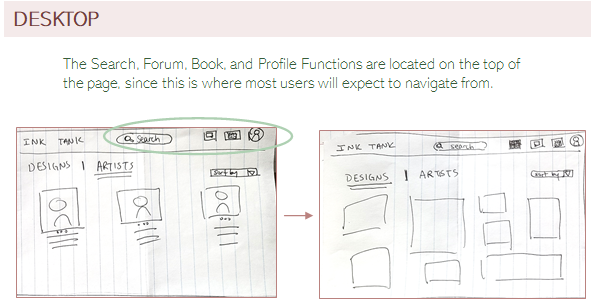 DESKTOP
The Search, Forum, Book, and Profile Functions are located on the top of
the page, since this is where most users will expect to navigate from.
INK TANK
Search
DESIGNS | ARTISTS
Sort by
INK TANK
search
DESIGNS | ARTISTS
Sort by